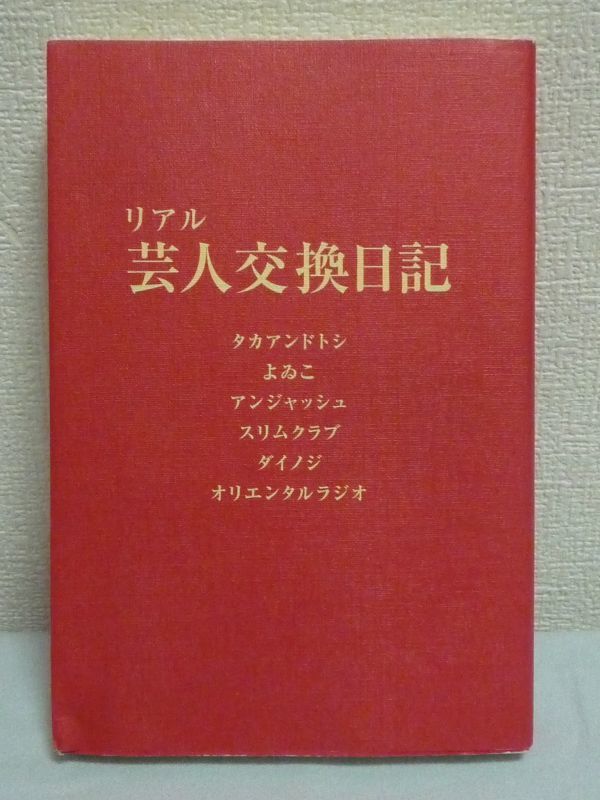 リアル
芸人交換日記
タカアンドトシ
よゐこ
アンジャッシュ
スリムクラブ
ダイノジ
オリエンタルラジオ